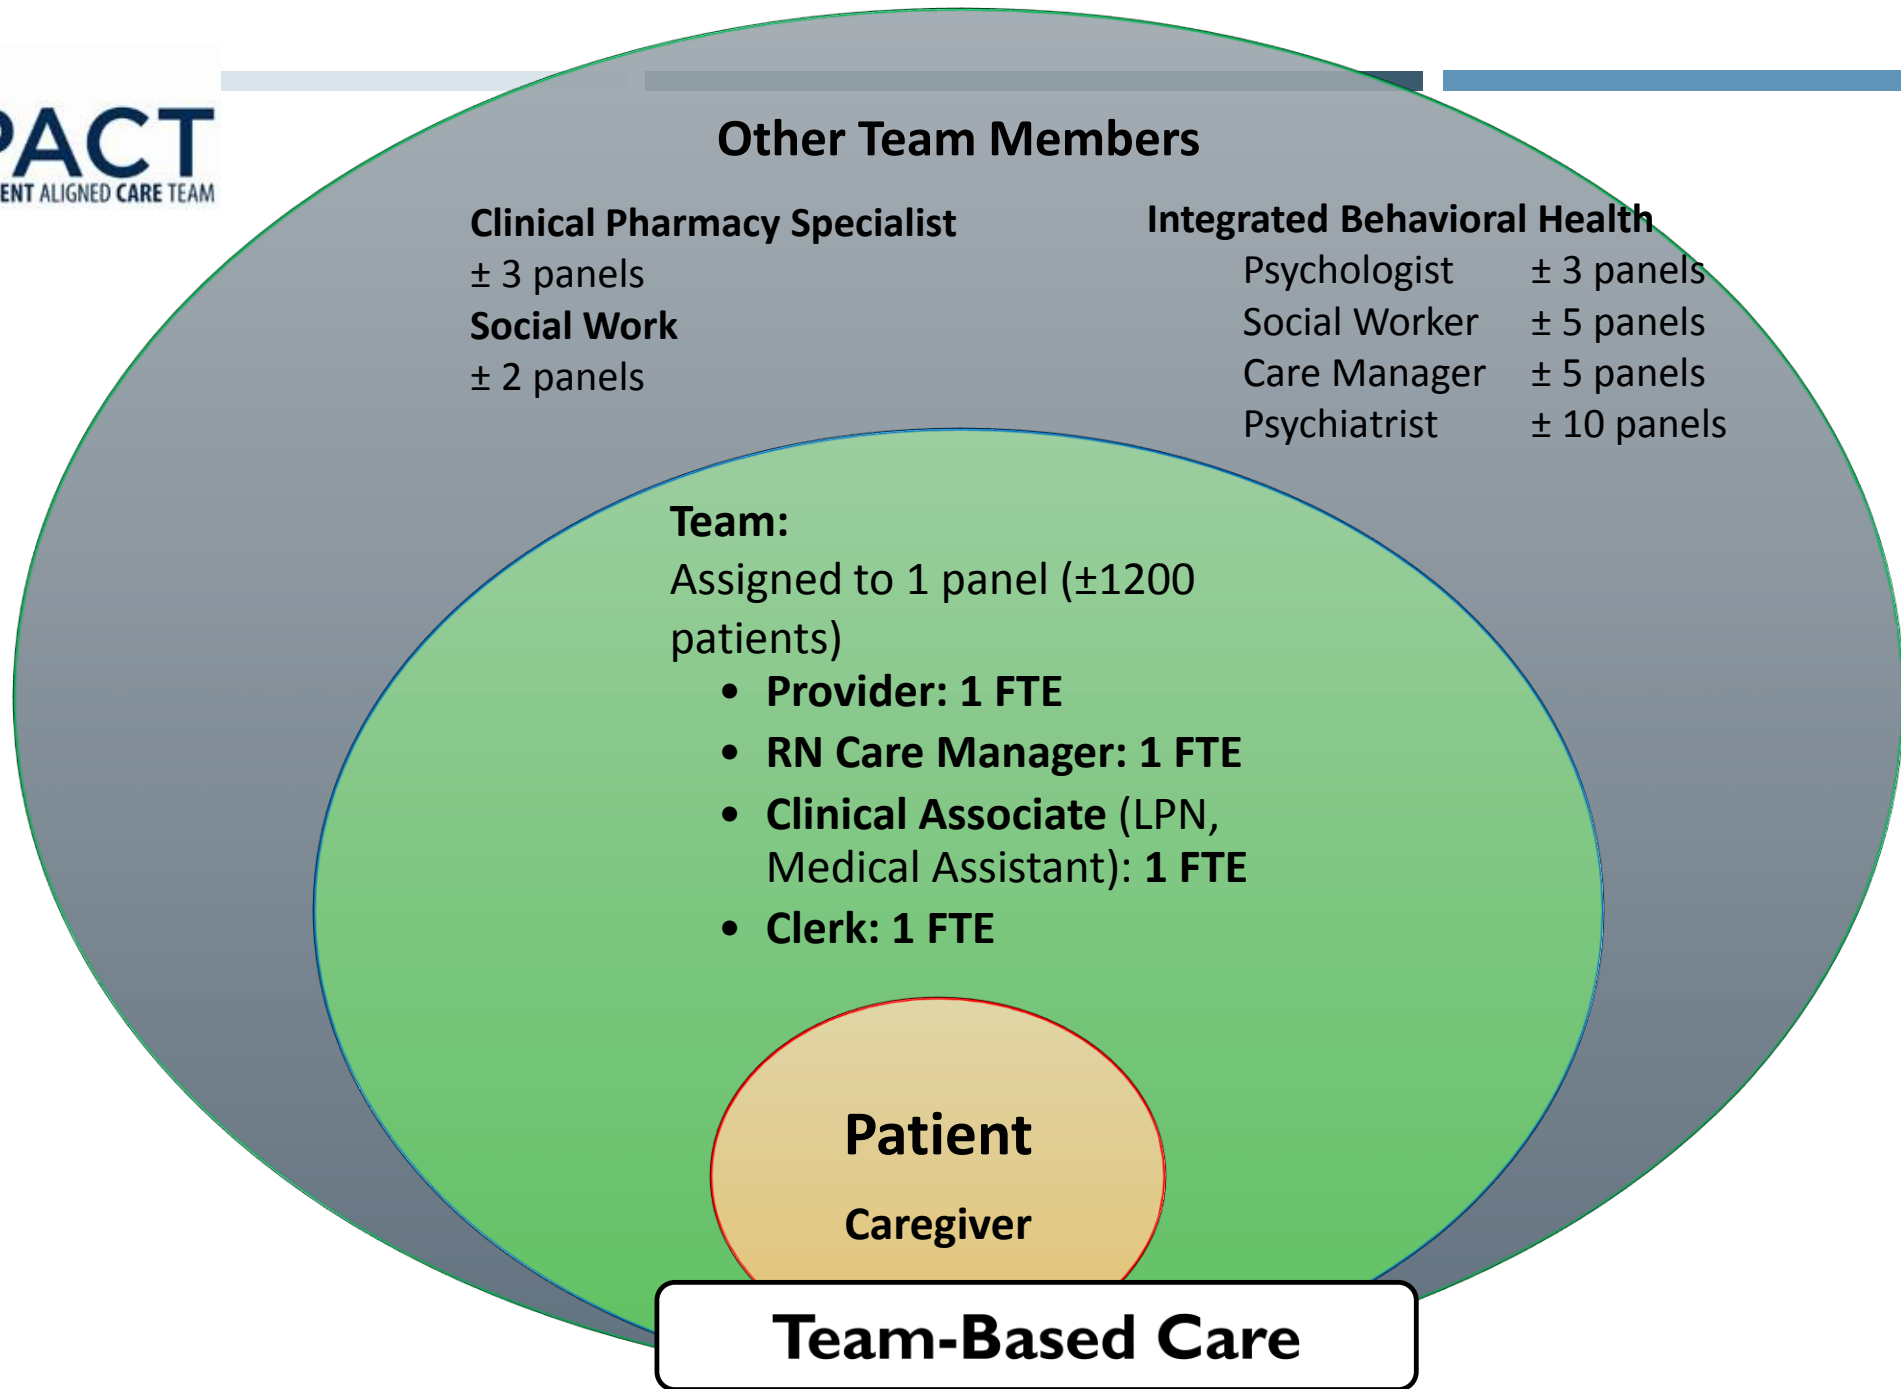 PACT
ENT ALIGNED CARE TEAM
Other Team Members
Clinical Pharmacy Specialist
± 3 panels
Social Work
± 2 panels
Integrated Behavioral Health
Psychologist ± 3 panels
Social Worker ± 5 panels
Care Manager ± 5 panels
Psychiatrist ± 10 panels
Team:
Assigned to 1 panel (±1200
patients)
• Provider: 1 FTE
• RN Care Manager: 1 FTE
• Clinical Associate (LPN,
Medical Assistant): 1 FTE
• Clerk: 1 FTE
Patient
Caregiver
Team-Based Care